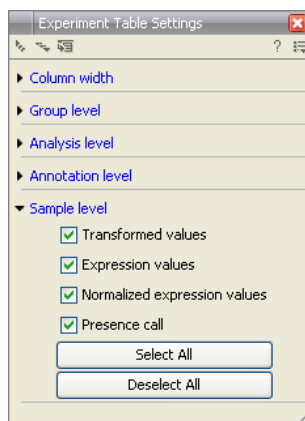 Experiment Table Settings
?
Column width
Group level
Analysis level
Annotation level
Sample level
Transformed values
Expression values
Normalized expression values
Presence call
Select All
Deselect All